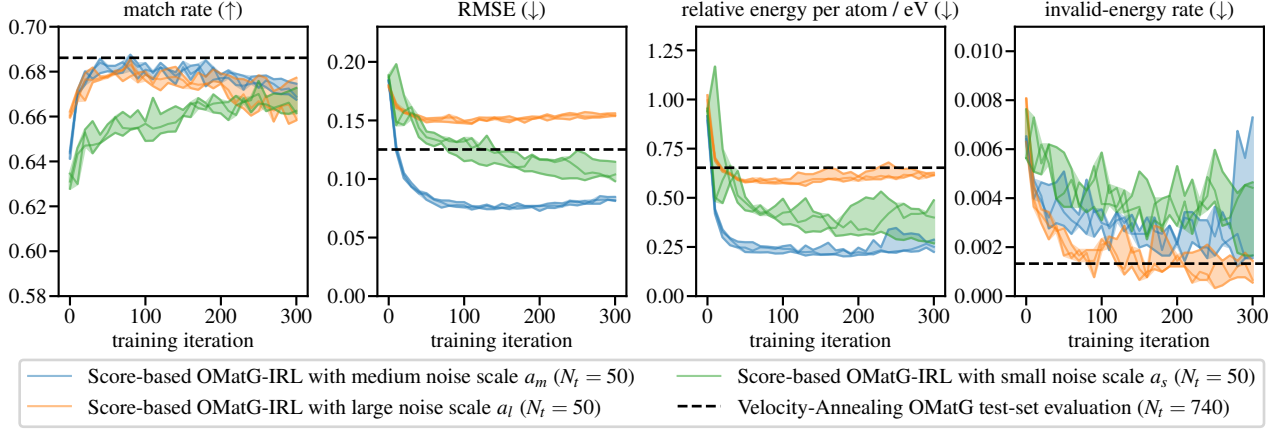 match rate (↑)
RMSE (↓)
relative energy per atom / eV (↓)
invalid-energy rate (↓)
0.70
0.68
0.66
0.64
0.62
0.60
0.58
0.20
0.15
0.10
0.05
0.00
1.25
1.00
0.75
0.50
0.25
0.00
0.010
0.008
0.006
0.004
0.002
0.000
0 100 200 300
0 100 200 300
0 100 200 300
0 100 200 300
training iteration
training iteration
training iteration
training iteration
Score-based OMatG-IRL with medium noise scale a_m (N_t = 50)
Score-based OMatG-IRL with large noise scale a_l (N_t = 50)
Score-based OMatG-IRL with small noise scale a_s (N_t = 50)
Velocity-Annealing OMatG test-set evaluation (N_t = 740)